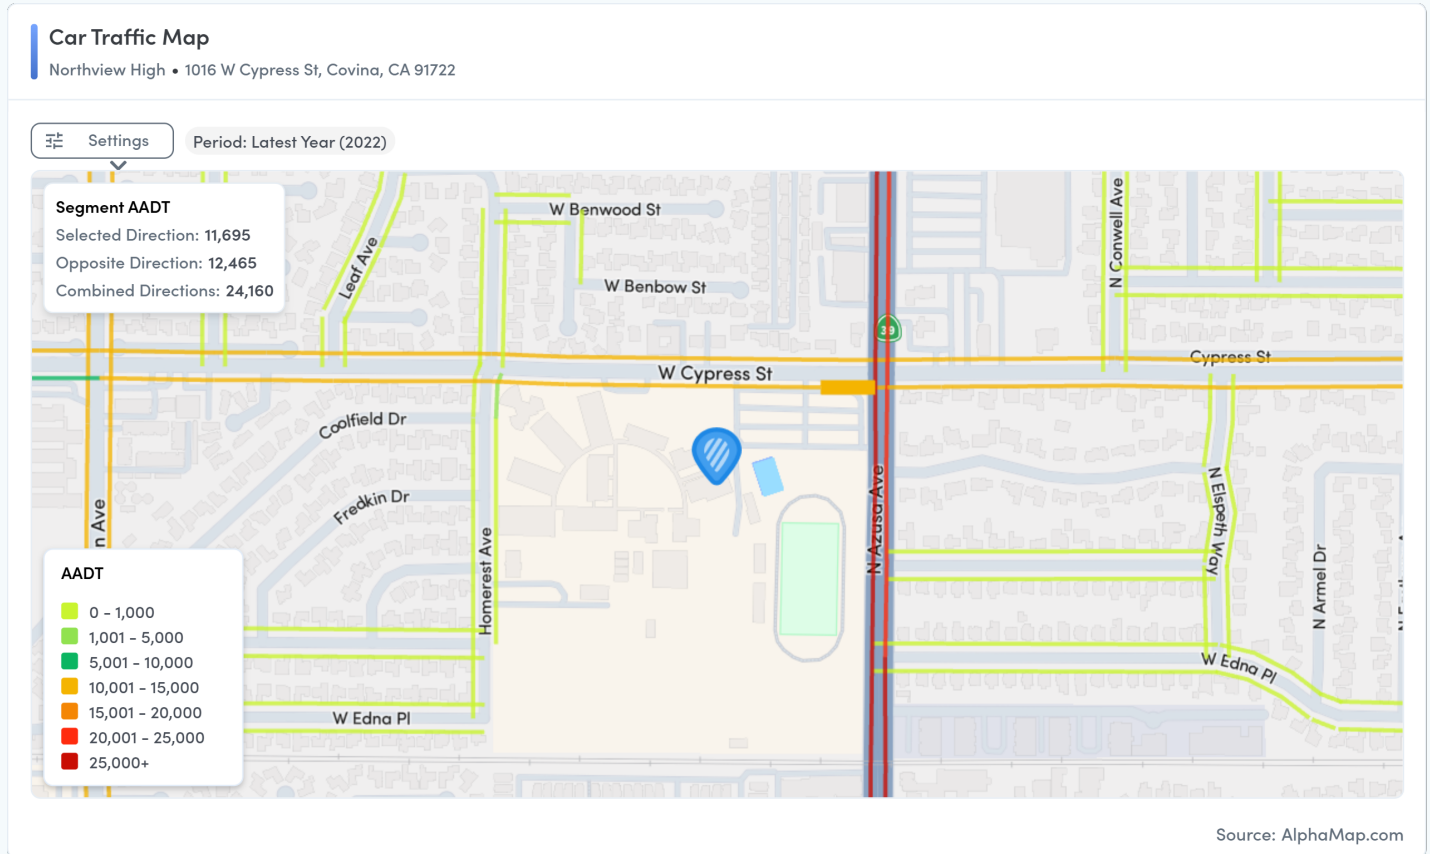 Car Traffic Map
Northview High • 1016 W Cypress St, Covina, CA 91722
Settings
Period: Latest Year (2022)
Segment AADT
Selected Direction: 11,695
Opposite Direction: 12,465
Combined Directions: 24,160
Leaf Ave
W Benwood St
W Benbow St
N Conwell Ave
39
Cypress St
W Cypress St
Coolfield Dr
Fredkin Dr
n Ave
Homerest Ave
N Azusa Ave
N Elspeth Way
N Armel Dr
W Edna Pl
W Edna Pl
AADT
0 - 1,000
1,001 - 5,000
5,001 - 10,000
10,001 - 15,000
15,001 - 20,000
20,001 - 25,000
25,000+
Source: AlphaMap.com